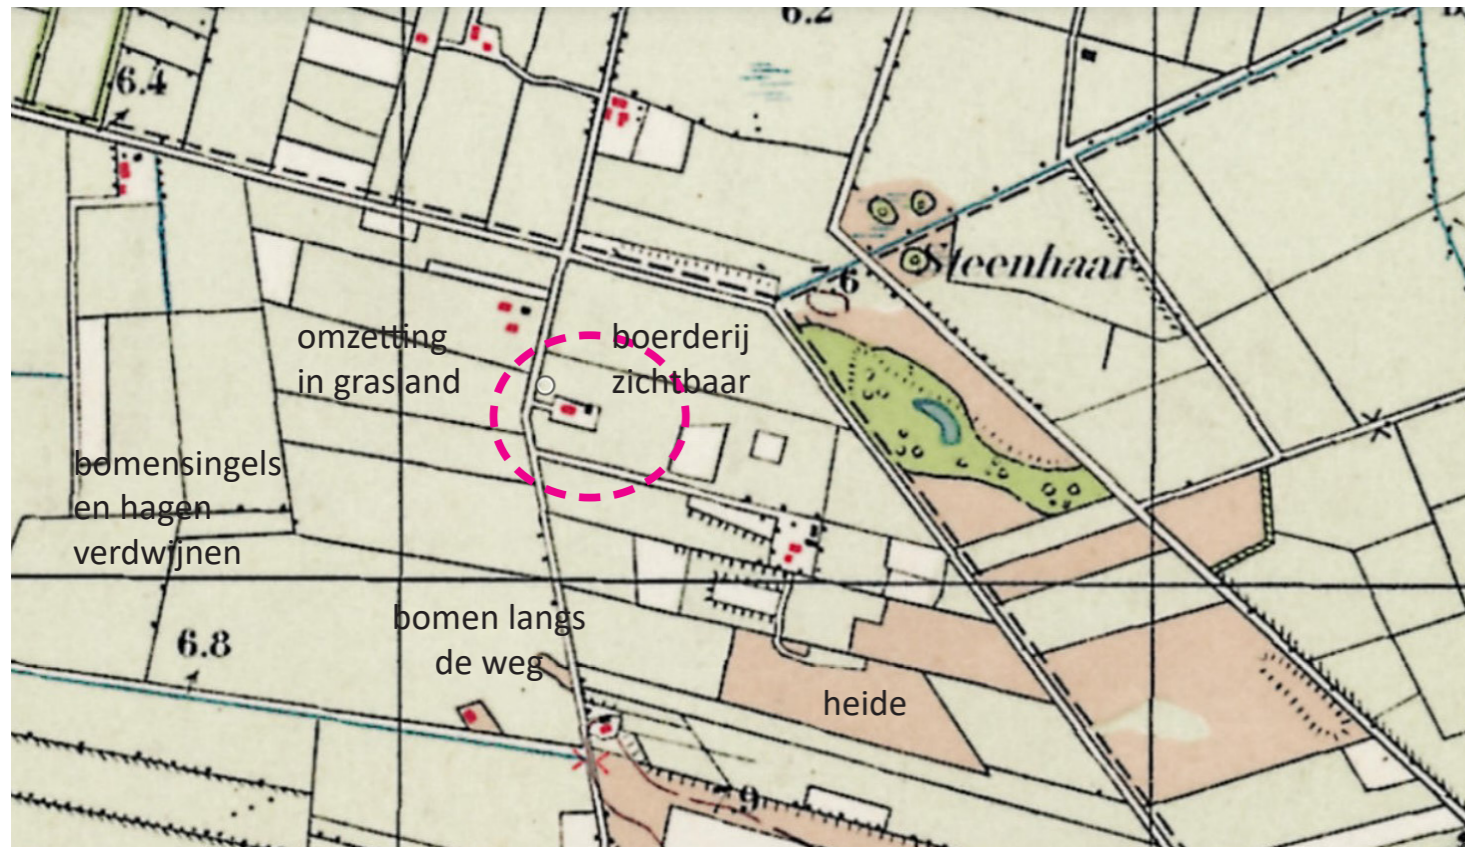 6.2
6.4
Steenhaar
7.6
omzetting
in grasland
boerderij
zichtbaar
bomensingels
en hagen
verdwijnen
bomen langs
de weg
6.8
heide